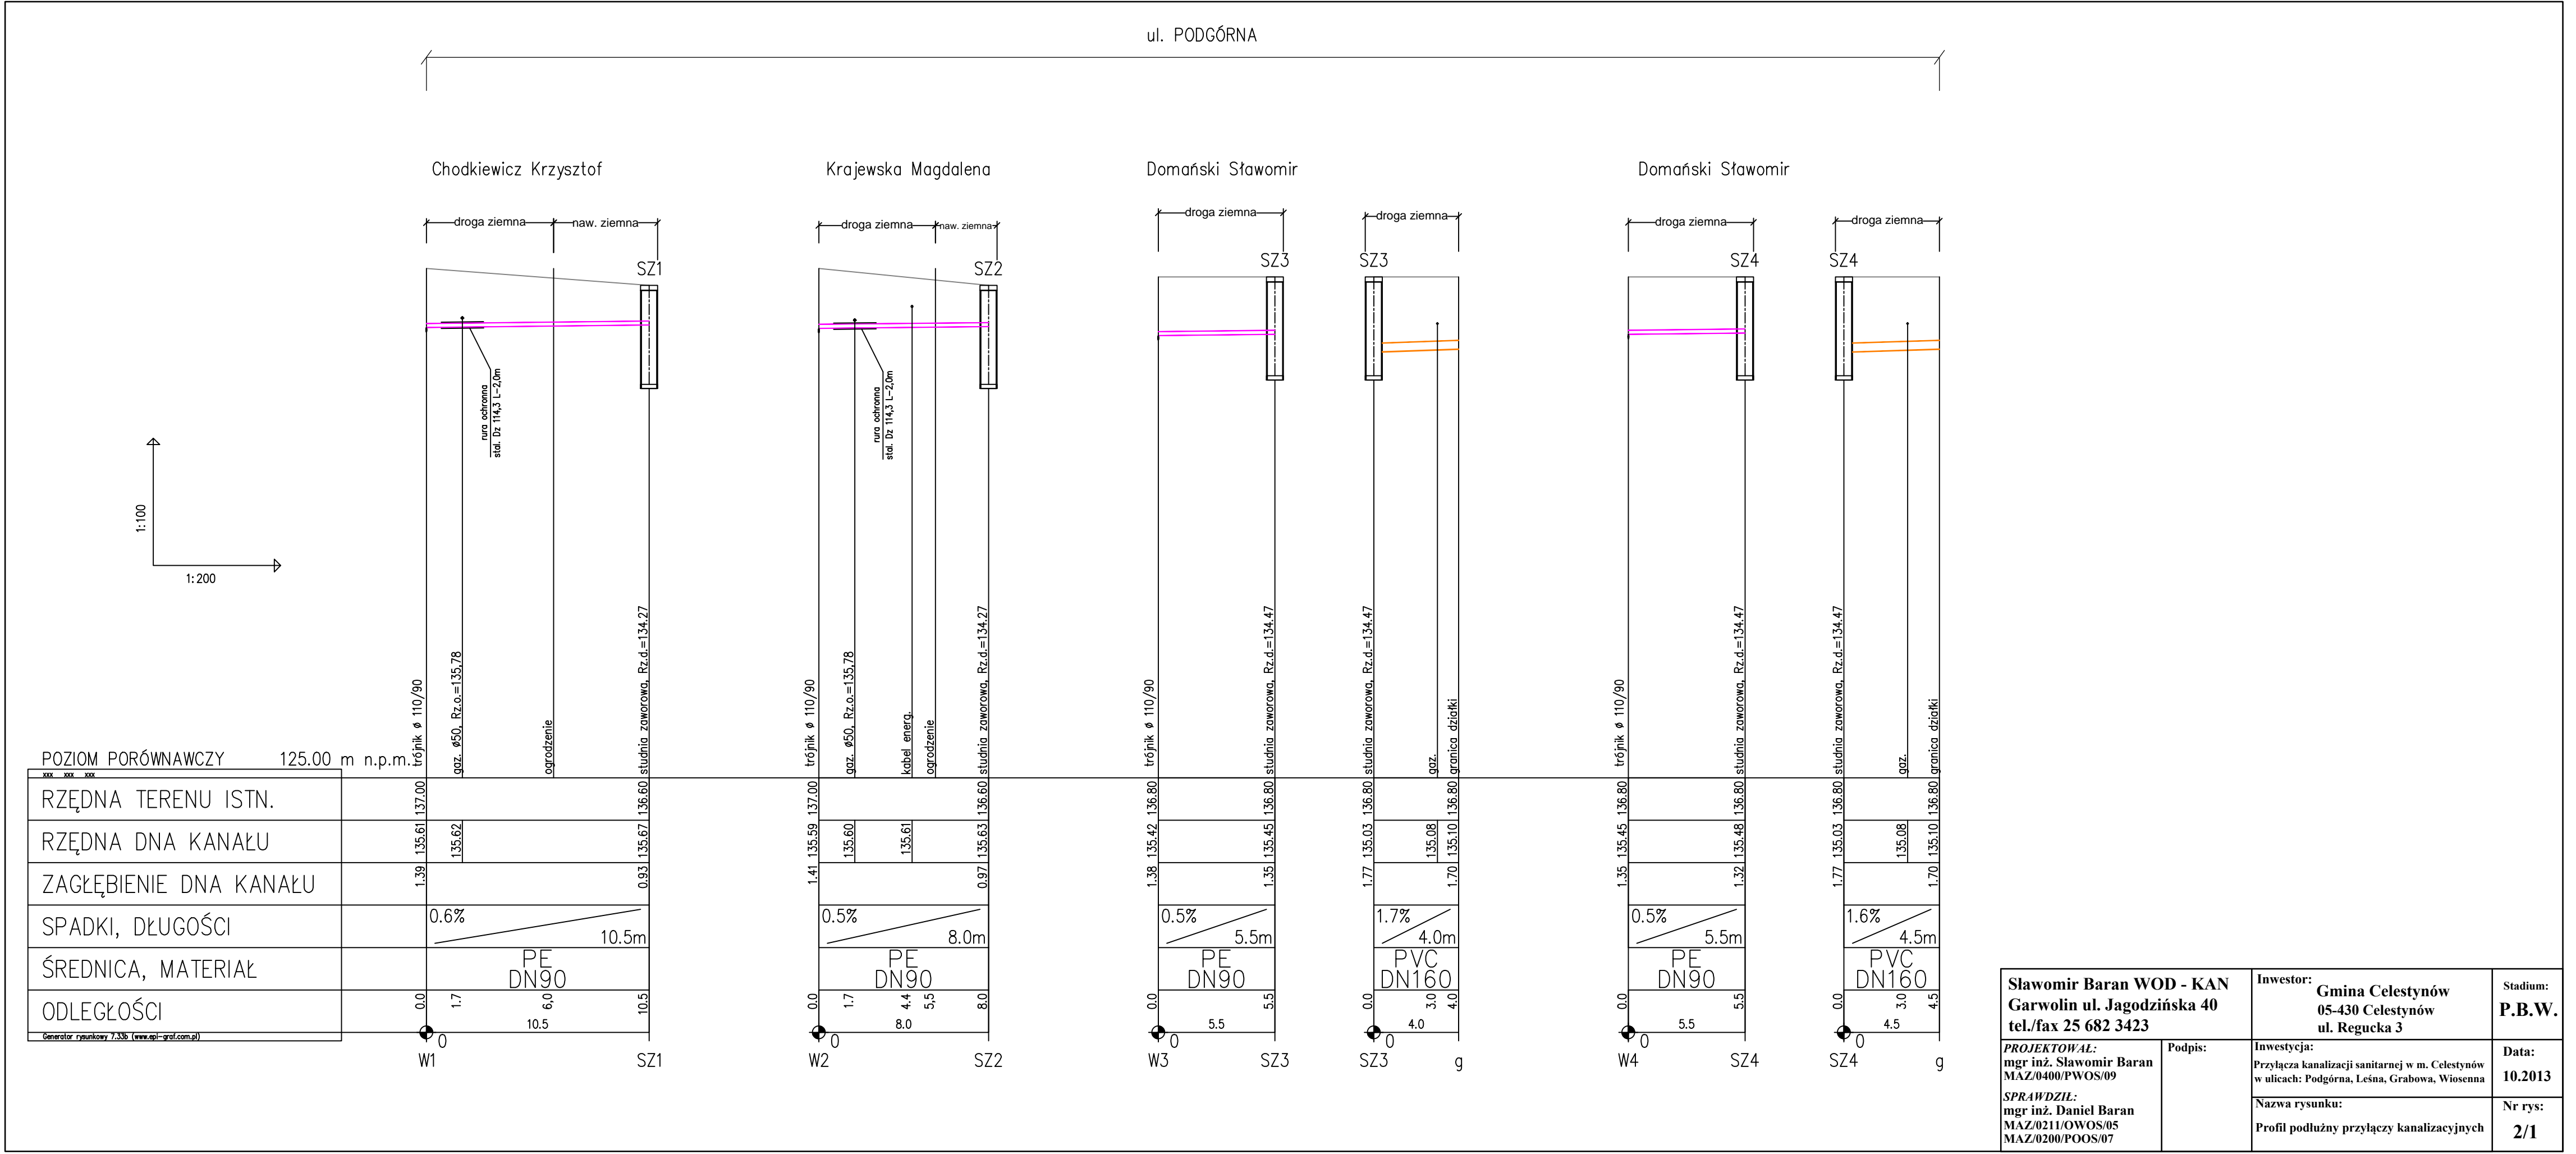 ul. PODGÓRNA
Chodkiewicz Krzysztof
Krajewska Magdalena
Domański Sławomir
Domański Sławomir
droga ziemna
naw. ziemna
droga ziemna
naw. ziemna
droga ziemna
droga ziemna
droga ziemna
droga ziemna
SZ1
SZ2
SZ3
SZ3
SZ4
SZ4
rura ochronna
stal. Dz 114,3 L-2,0m
rura ochronna
stal. Dz 114,3 L-2,0m
1:100
1:200
trójnik ø 110/90
gaz. ø50, Rz.o.=135,78
ogrodzenie
studnia zaworowa, Rz.d.=134.27
trójnik ø 110/90
gaz. ø50, Rz.o.=135,78
kabel energ.
ogrodzenie
studnia zaworowa, Rz.d.=134.27
trójnik ø 110/90
studnia zaworowa, Rz.d.=134.47
studnia zaworowa, Rz.d.=134.47
gaz.
granica działki
trójnik ø 110/90
studnia zaworowa, Rz.d.=134.47
studnia zaworowa, Rz.d.=134.47
gaz.
granica działki
POZIOM PORÓWNAWCZY 125.00 m n.p.m.
xxx xxx xxx
RZĘDNA TERENU ISTN. 137.00 136.60 137.00 136.60 136.80 136.80 136.80 136.80 136.80 136.80 136.80 136.80
RZĘDNA DNA KANAŁU 135.61 135.62 135.67 135.59 135.60 135.61 135.63 135.42 135.45 135.03 135.08 135.10 135.45 135.48 135.03 135.08 135.10
ZAGŁĘBIENIE DNA KANAŁU 1.39 0.93 1.41 0.97 1.38 1.35 1.77 1.70 1.35 1.32 1.77 1.70
SPADKI, DŁUGOŚCI 0.6% 10.5m 0.5% 8.0m 0.5% 5.5m 1.7% 4.0m 0.5% 5.5m 1.6% 4.5m
ŚREDNICA, MATERIAŁ PE DN90 PE DN90 PE DN90 PVC DN160 PE DN90 PVC DN160
ODLEGŁOŚCI 0.0 1.7 6.0 10.5 0.0 1.7 4.4 5.5 8.0 0.0 5.5 0.0 3.0 4.0 0.0 5.5 0.0 3.0 4.5
10.5 8.0 5.5 4.0 5.5 4.5
Generator rysunkowy 7.33b (www.epi-graf.com.pl)
0 0 0 0 0 0
W1 SZ1 W2 SZ2 W3 SZ3 SZ3 g W4 SZ4 SZ4 g
Sławomir Baran WOD - KAN
Garwolin ul. Jagodzińska 40
tel./fax 25 682 3423
Inwestor:
Gmina Celestynów
05-430 Celestynów
ul. Regucka 3
Stadium:
P.B.W.
PROJEKTOWAŁ:
mgr inż. Sławomir Baran
MAZ/0400/PWOS/09
SPRAWDZIŁ:
mgr inż. Daniel Baran
MAZ/0211/OWOS/05
MAZ/0200/POOS/07
Podpis:
Inwestycja:
Przyłącza kanalizacji sanitarnej w m. Celestynów
w ulicach: Podgórna, Leśna, Grabowa, Wiosenna
Data:
10.2013
Nazwa rysunku:
Profil podłużny przyłączy kanalizacyjnych
Nr rys:
2/1